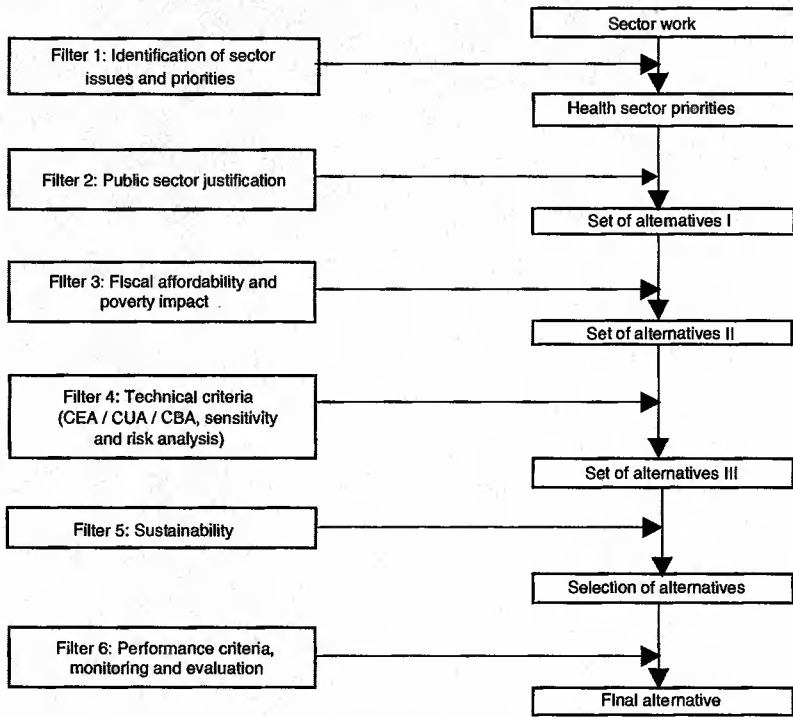 Sector work
Filter 1: Identification of sector
issues and priorities
Health sector priorities
Filter 2: Public sector justification
Set of alternatives I
Filter 3: Fiscal affordability and
poverty impact
Set of alternatives II
Filter 4: Technical criteria
(CEA / CUA / CBA, sensitivity
and risk analysis)
Set of alternatives III
Filter 5: Sustainability
Selection of alternatives
Filter 6: Performance criteria,
monitoring and evaluation
Final alternative